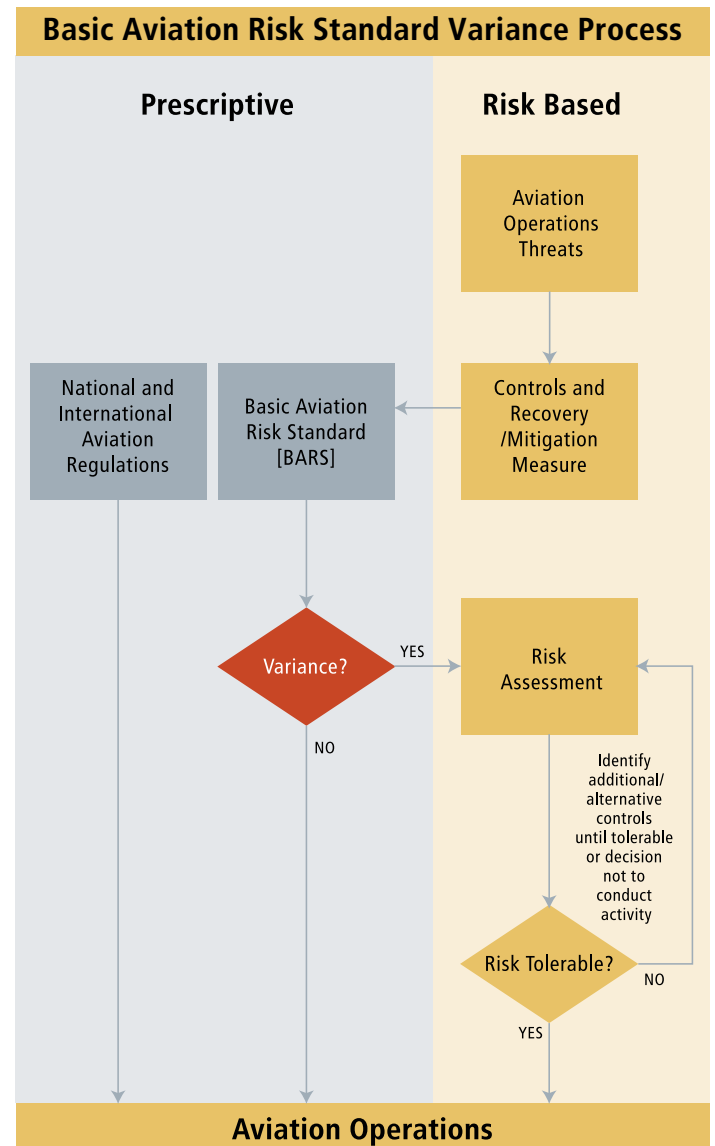 Basic Aviation Risk Standard Variance Process
Prescriptive
Risk Based
Aviation
Operations
Threats
National and
International
Aviation
Regulations
Basic Aviation
Risk Standard
[BARS]
Controls and
Recovery
/Mitigation
Measure
Variance?
YES
NO
Risk
Assessment
Identify
additional/
alternative
controls
until tolerable
or decision
not to
conduct
activity
Risk Tolerable?
NO
YES
Aviation Operations